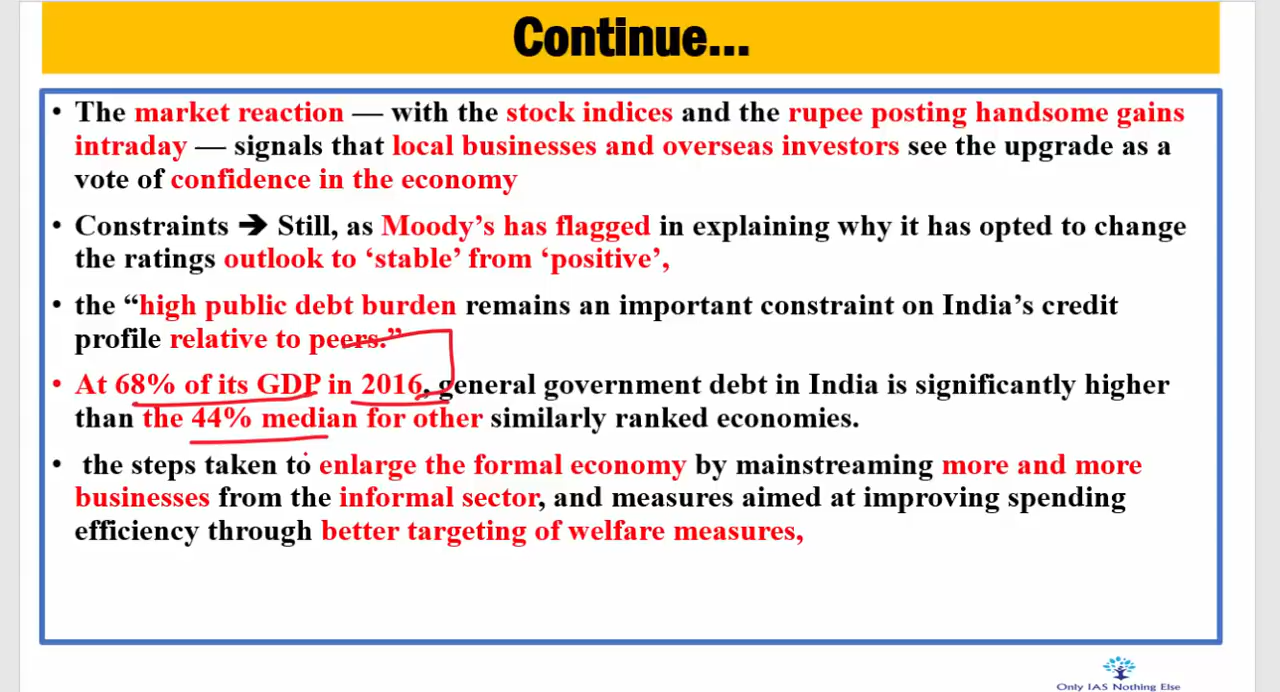 Continue...
• The market reaction — with the stock indices and the rupee posting handsome gains
intraday — signals that local businesses and overseas investors see the upgrade as a
vote of confidence in the economy
• Constraints ➔ Still, as Moody’s has flagged in explaining why it has opted to change
the ratings outlook to ‘stable’ from ‘positive’,
• the “high public debt burden remains an important constraint on India’s credit
profile relative to peers.”
• At 68% of its GDP in 2016, general government debt in India is significantly higher
than the 44% median for other similarly ranked economies.
• the steps taken to enlarge the formal economy by mainstreaming more and more
businesses from the informal sector, and measures aimed at improving spending
efficiency through better targeting of welfare measures,
Only IAS Nothing Else